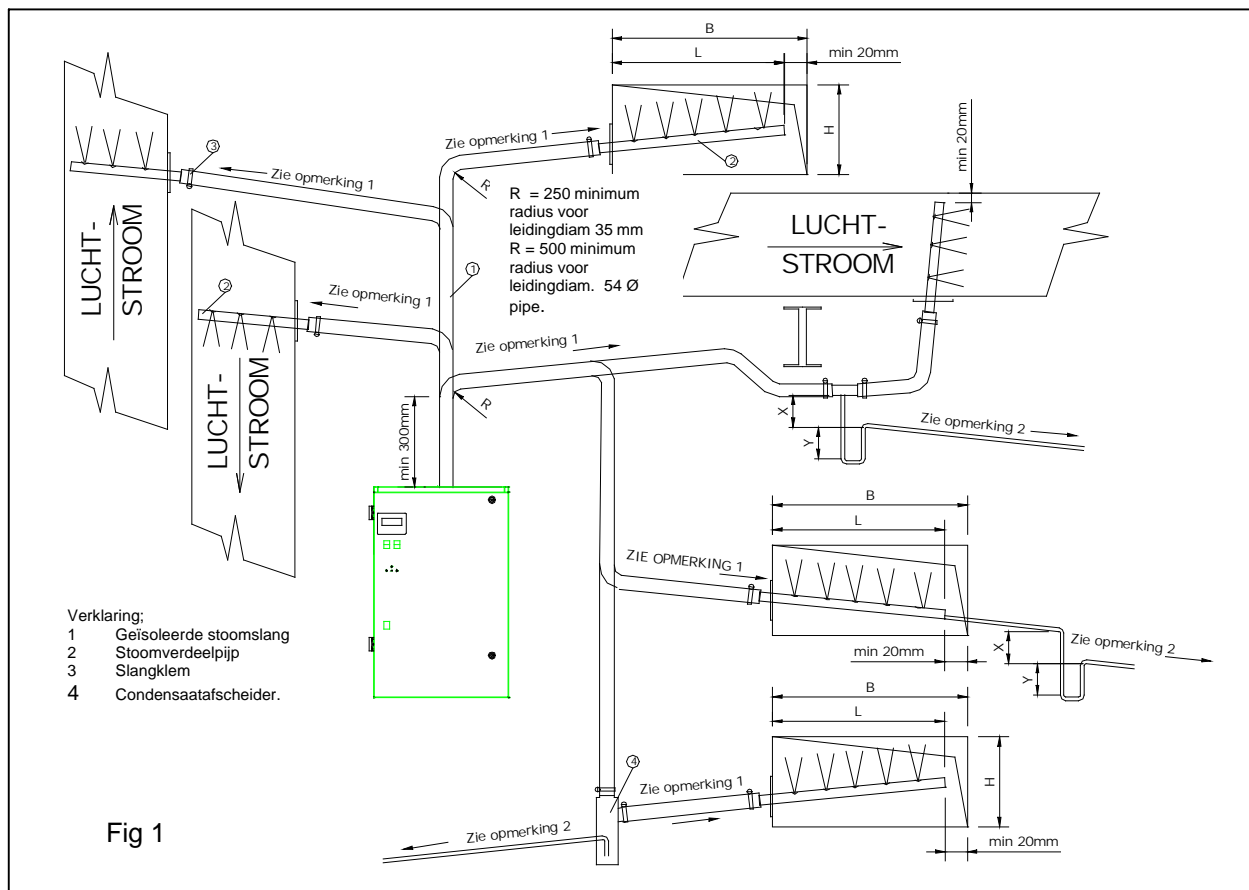 B
L
min 20mm
H
Zie opmerking 1
2
3
Zie opmerking 1
LUCHT-
STROOM
R
R = 250 minimum
radius voor
leidingdiam 35 mm
R = 500 minimum
radius voor
leidingdiam. 54 Ø
pipe.
min 20mm
LUCHT-
STROOM
1
2
Zie opmerking 1
LUCHT-
STROOM
Zie opmerking 1
R
min 300mm
X
Y
Zie opmerking 2
B
L
ZIE OPMERKING 1
min 20mm
X
Y
Zie opmerking 2
Verklaring;
1 Geïsoleerde stoomslang
2 Stoomverdeelpijp
3 Slangklem
4 Condensaatafscheider.
B
L
H
4
Zie opmerking 1
min 20mm
Zie opmerking 2
Fig 1